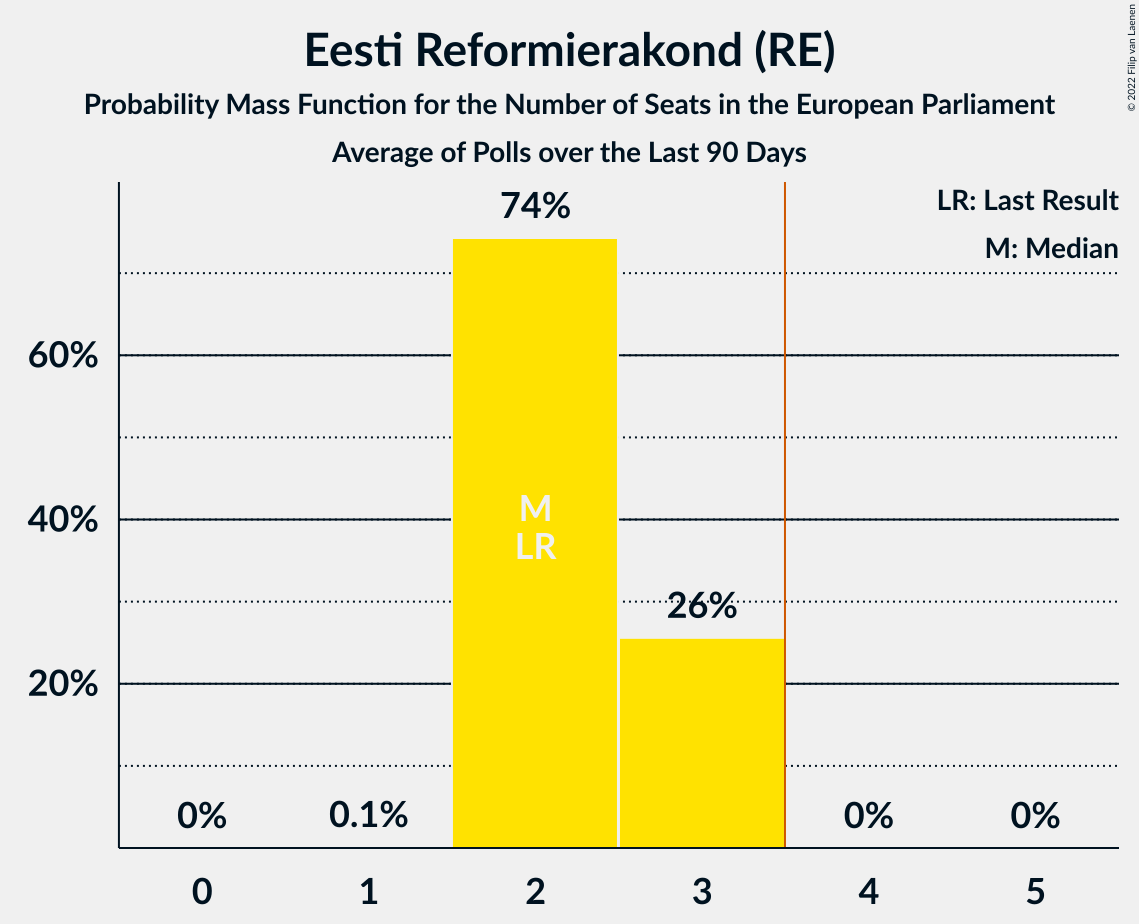 Eesti Reformierakond (RE)
Probability Mass Function for the Number of Seats in the European Parliament
Average of Polls over the Last 90 Days
© 2022 Filip van Laenen
LR: Last Result
M: Median
74%
60%
M
40%
LR
26%
20%
0%
0.1%
0%
0%
0
1
2
3
4
5